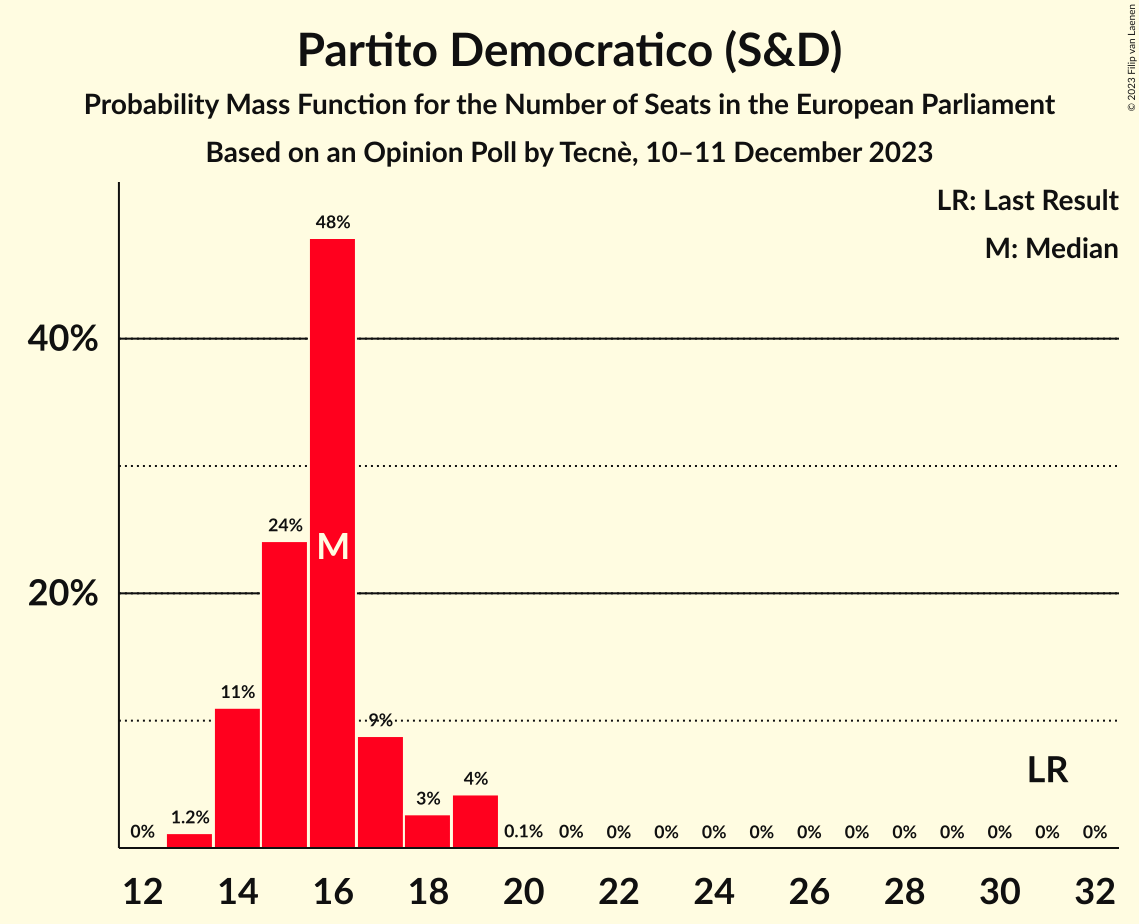 Partito Democratico (S&D)
Probability Mass Function for the Number of Seats in the European Parliament
Based on an Opinion Poll by Tecnè, 10–11 December 2023
© 2023 Filip van Laenen
LR: Last Result
M: Median
40%
20%
0% 1.2% 11% 24% 48% 9% 3% 4% 0.1% 0% 0% 0% 0% 0% 0% 0% 0% 0% 0% 0% 0%
M
LR
12 14 16 18 20 22 24 26 28 30 32